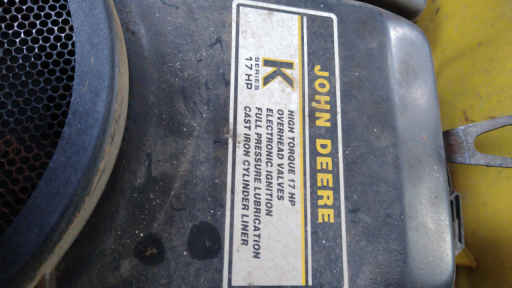 JOHN DEERE
K
SERIES
17 HP
HIGH TORQUE 17 HP
OVERHEAD VALVES
ELECTRONIC IGNITION
FULL PRESSURE LUBRICATION
CAST IRON CYLINDER LINER